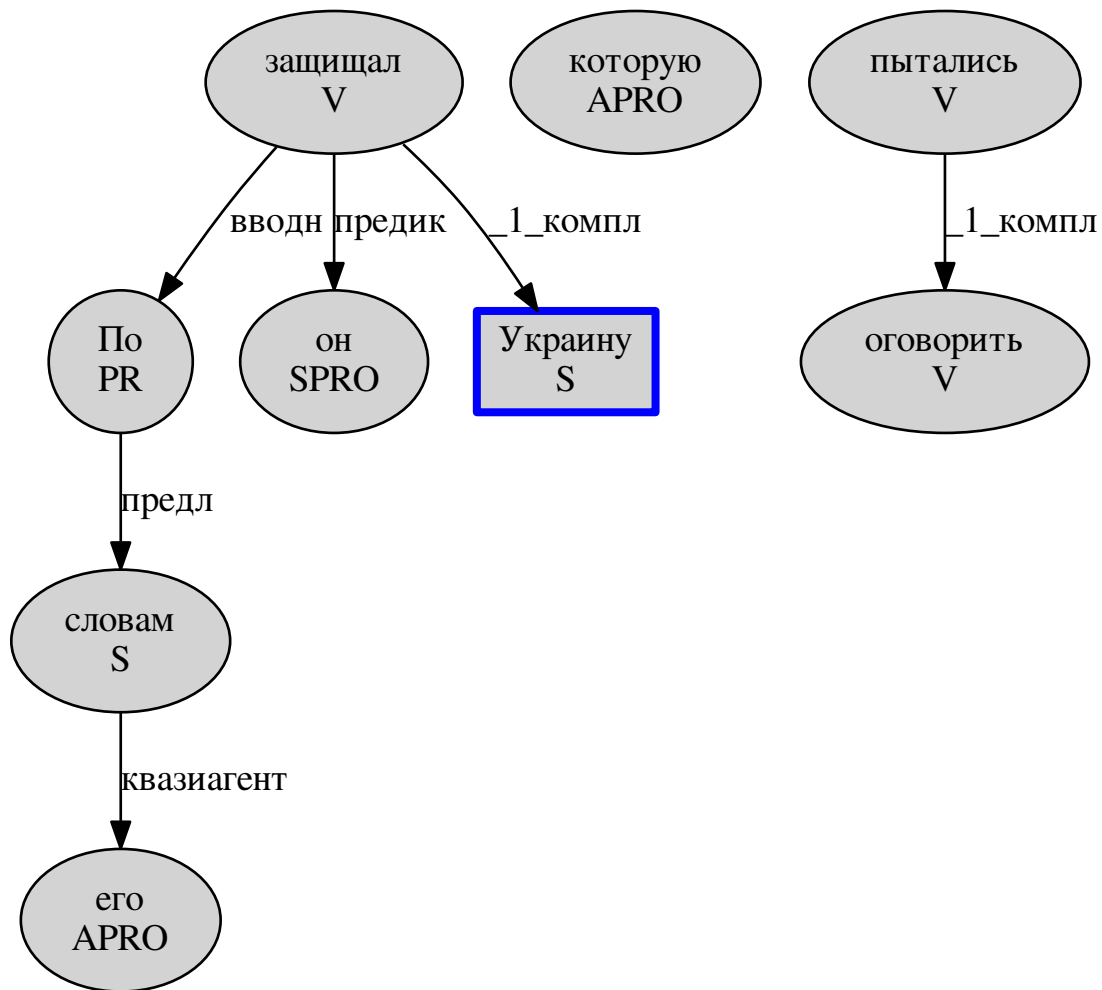 защищал
V
которую
APRO
пытались
V
вводн
предик
_1_компл
_1_компл
По
PR
он
SPRO
Украину
S
оговорить
V
предл
словам
S
квазиагент
его
APRO